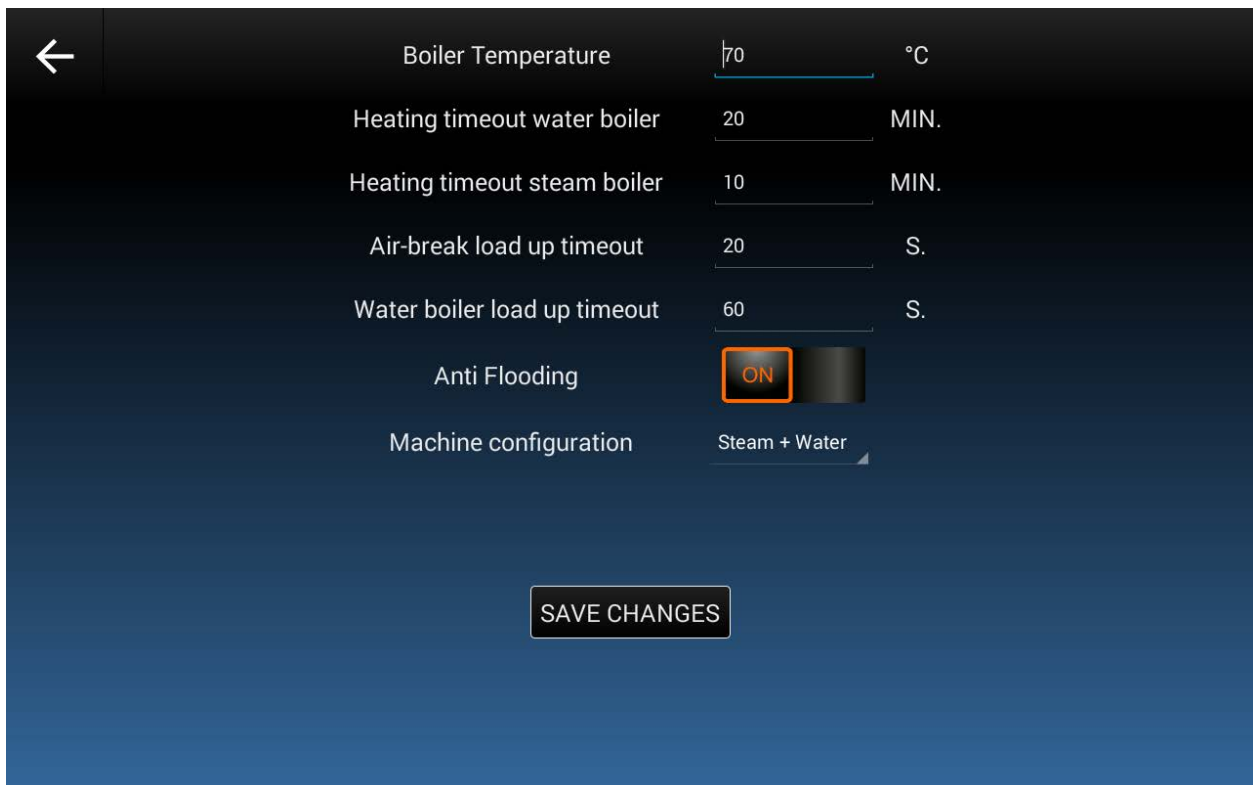 Boiler Temperature 70 °C
Heating timeout water boiler 20 MIN.
Heating timeout steam boiler 10 MIN.
Air-break load up timeout 20 S.
Water boiler load up timeout 60 S.
Anti Flooding ON
Machine configuration Steam + Water
SAVE CHANGES